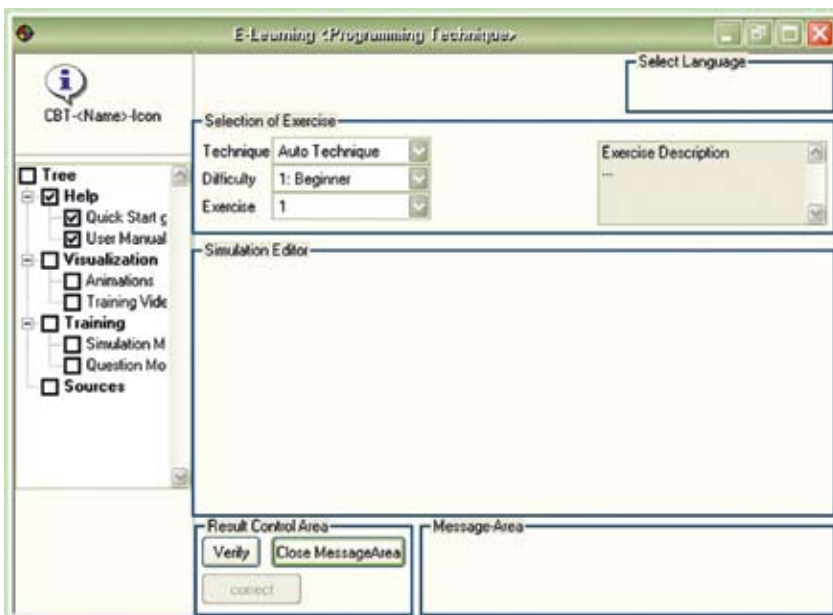 E-Learning <Programming Technique>
CBT-<Name>-Icon
Select Language
Selection of Exercise
Technique Auto Technique
Difficulty 1: Beginner
Exercise 1
Exercise Description
...
Tree
Help
Quick Start g
User Manual
Visualization
Animations
Training Vide
Training
Simulation M
Question Mo
Sources
Simulation Editor
Result Control Area
Verify Close MessageArea
correct
Message-Area